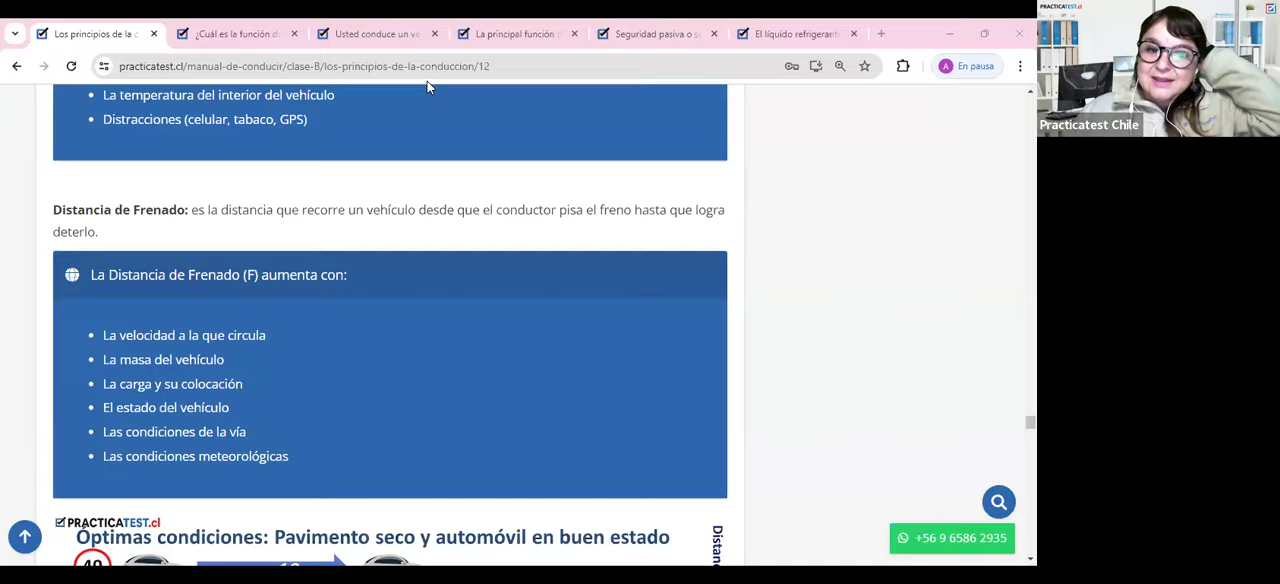 Los principios de la c
¿Cuál es la función de
Usted conduce un ve
La principal función
Seguridad pasiva o s
El líquido refrigerant
practicatest.cl/manual-de-conducir/clase-B/los-principios-de-la-conduccion/12
A
En pausa
PRACTICATEST.cl
Practicatest Chile
La temperatura del interior del vehículo
Distracciones (celular, tabaco, GPS)
Distancia de Frenado: es la distancia que recorre un vehículo desde que el conductor pisa el freno hasta que logra
deterlo.
La Distancia de Frenado (F) aumenta con:
La velocidad a la que circula
La masa del vehículo
La carga y su colocación
El estado del vehículo
Las condiciones de la vía
Las condiciones meteorológicas
PRÁCTICATEST.cl
Óptimas condiciones: Pavimento seco y automóvil en buen estado
Distanc
40
+56 9 6586 2935